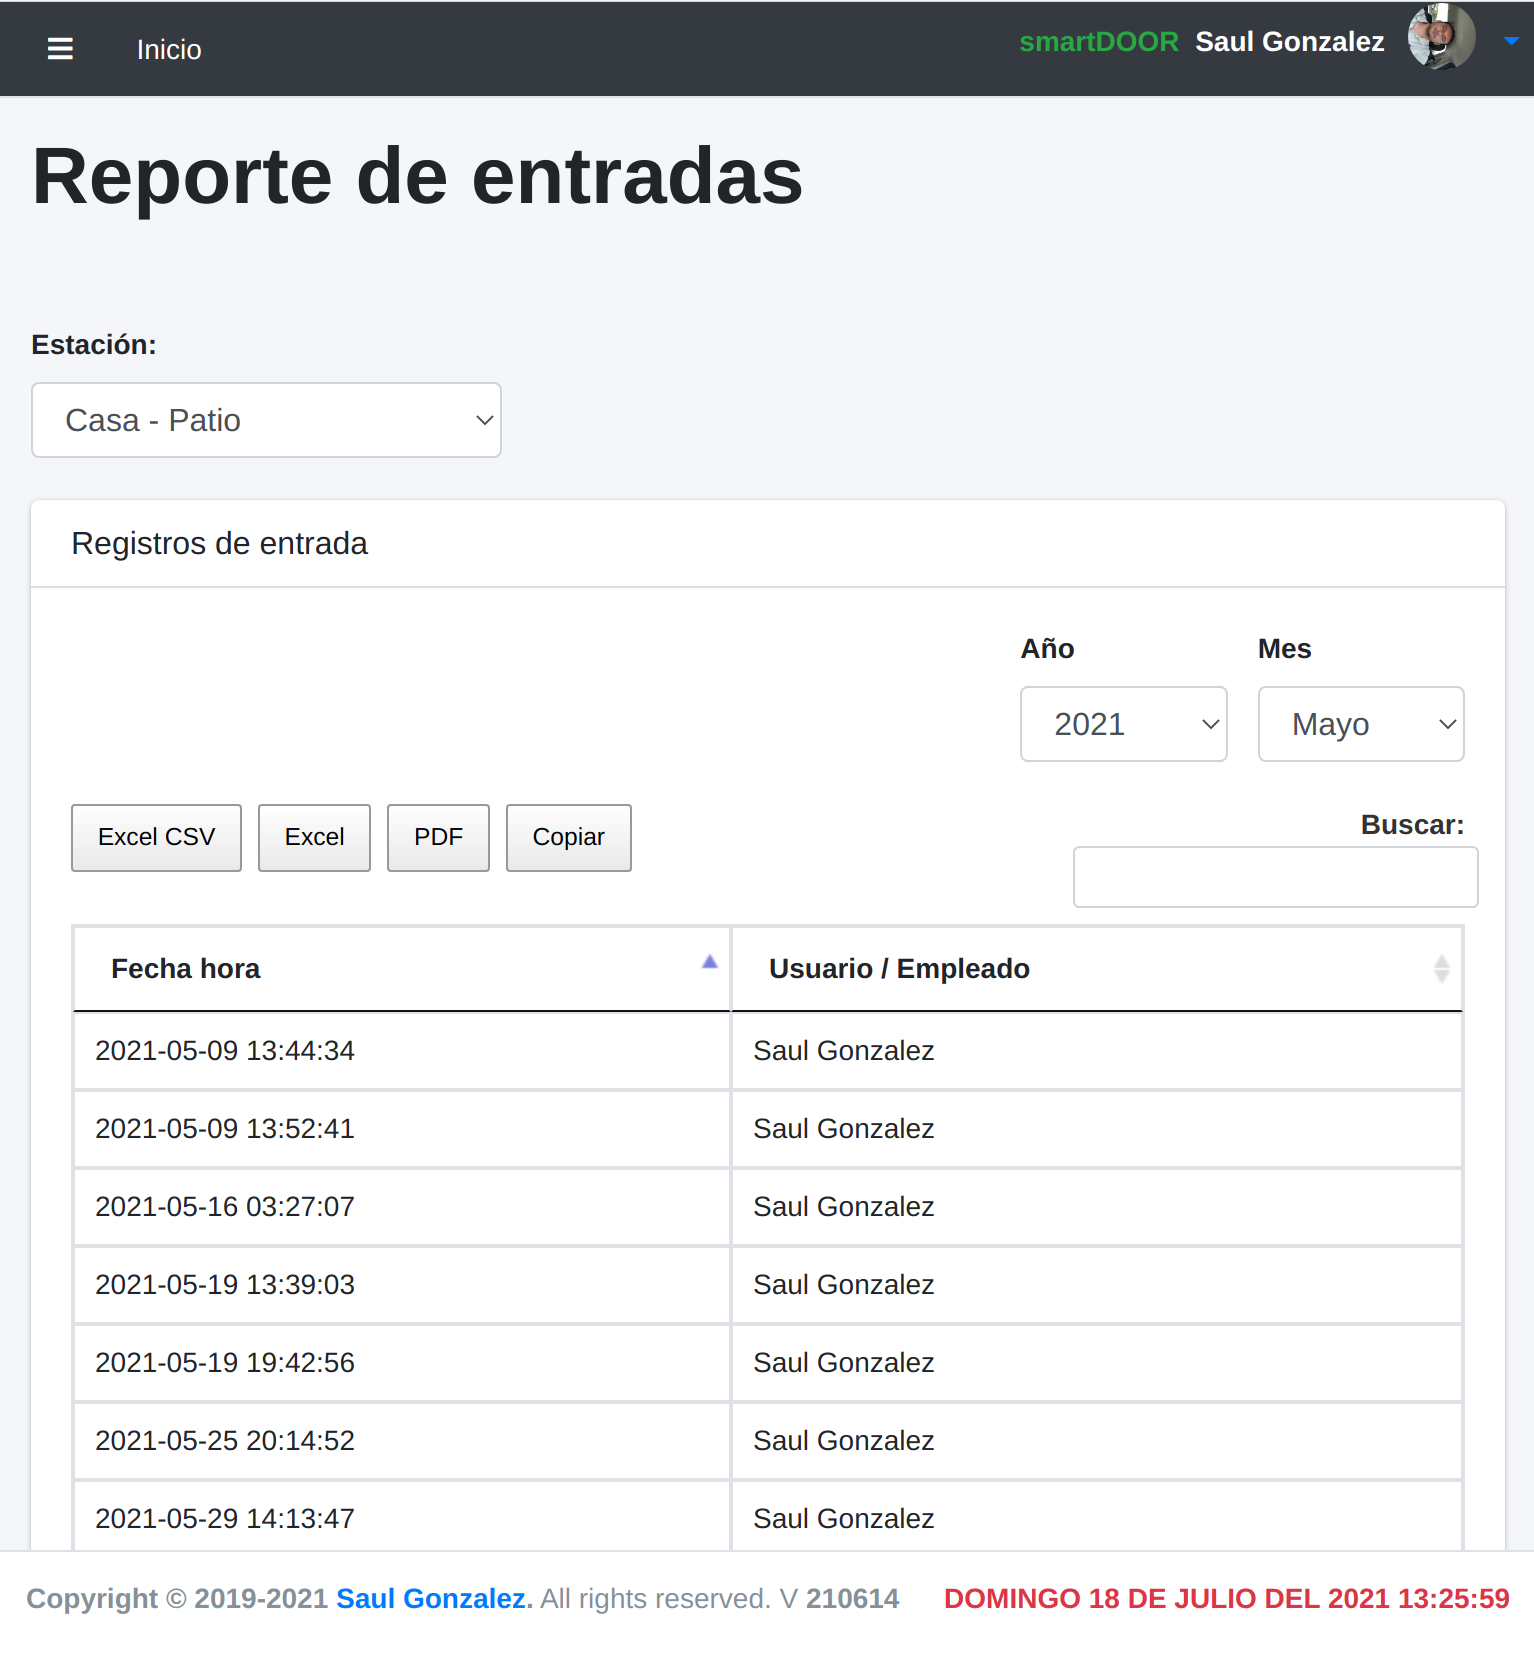 Inicio
smartDOOR Saul Gonzalez
Reporte de entradas
Estación:
Casa - Patio
Registros de entrada
Año Mes
2021 Mayo
Excel CSV Excel PDF Copiar
Buscar:
Fecha hora Usuario / Empleado
2021-05-09 13:44:34 Saul Gonzalez
2021-05-09 13:52:41 Saul Gonzalez
2021-05-16 03:27:07 Saul Gonzalez
2021-05-19 13:39:03 Saul Gonzalez
2021-05-19 19:42:56 Saul Gonzalez
2021-05-25 20:14:52 Saul Gonzalez
2021-05-29 14:13:47 Saul Gonzalez
Copyright © 2019-2021 Saul Gonzalez. All rights reserved. V 210614 DOMINGO 18 DE JULIO DEL 2021 13:25:59